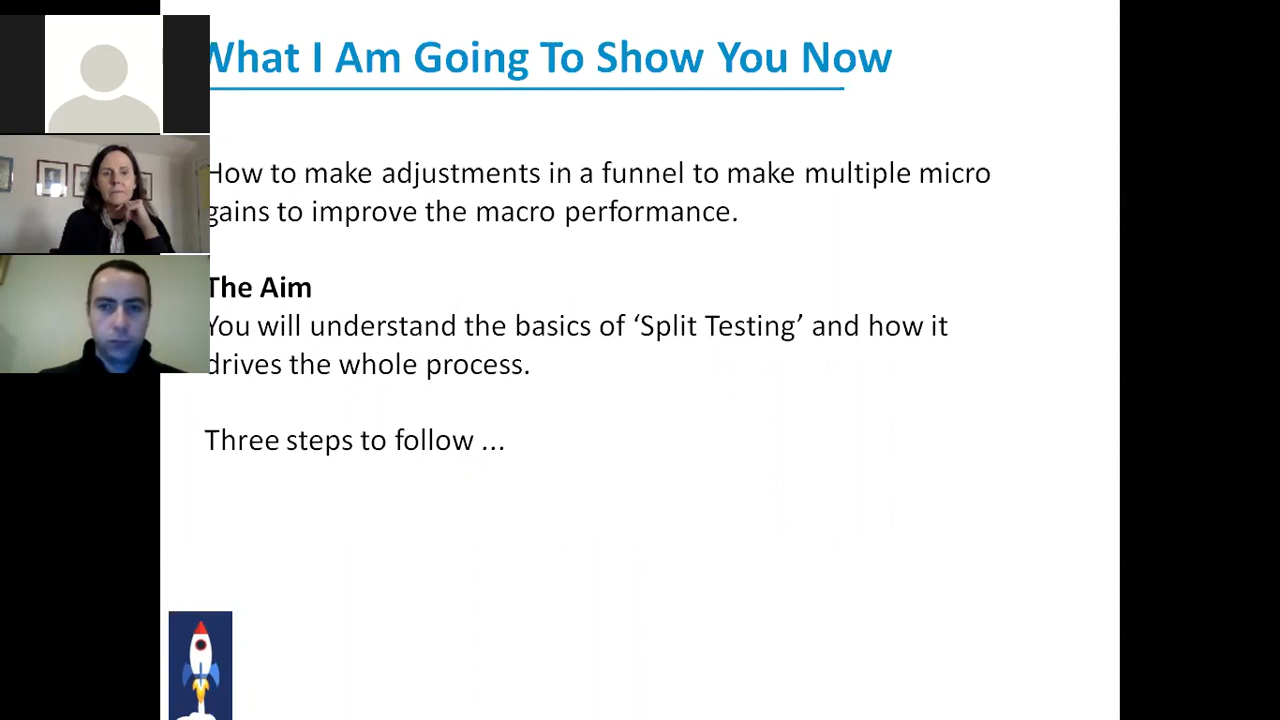 What I Am Going To Show You Now
How to make adjustments in a funnel to make multiple micro
gains to improve the macro performance.
The Aim
You will understand the basics of ‘Split Testing’ and how it
drives the whole process.
Three steps to follow ...